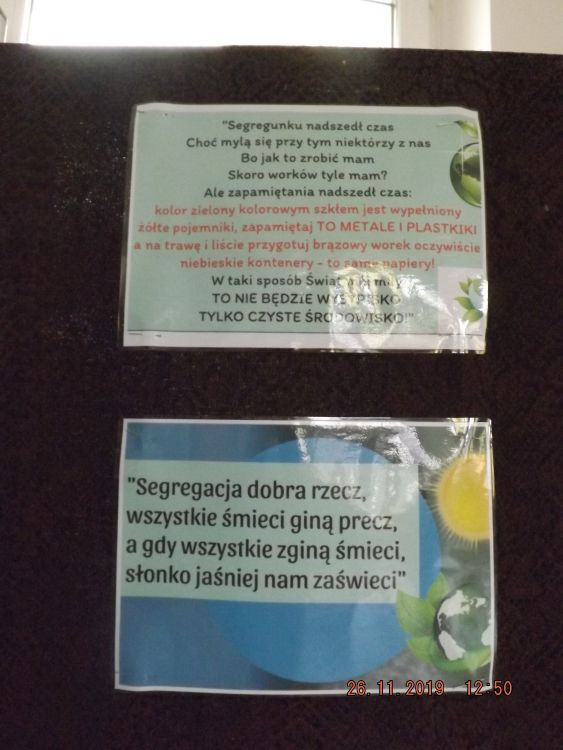 "Segregunku nadszedł czas
Choć mylą się przy tym niektórzy z nas
Bo jak to zrobić mam
Skoro worków tyle mam?
Ale zapamiętania nadszedł czas:
kolor zielony kolorowym szkłem jest wypełniony
żółte pojemniki, zapamiętaj TO METALE I PLASTKIKI
a na trawę i liście przygotuj brązowy worek oczywiście
niebieskie kontenery - to same papiery!
W taki sposób Świat
TO NIE BĘDZIE WYSYPISKO
TYLKO CZYSTE ŚRODOWISKO!"
"Segregacja dobra rzecz,
wszystkie śmieci giną precz,
a gdy wszystkie zginą śmieci,
słonko jaśniej nam zaświeci"
26.11.2019 12:50